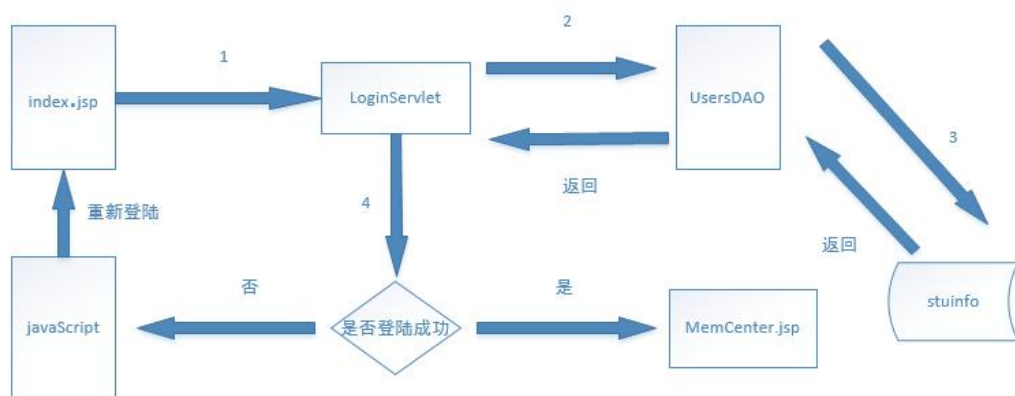 1
2
index.jsp
LoginServlet
UsersDAO
3
返回
4
重新登陆
返回
否
是
javaScript
是否登陆成功
MemCenter.jsp
stuinfo